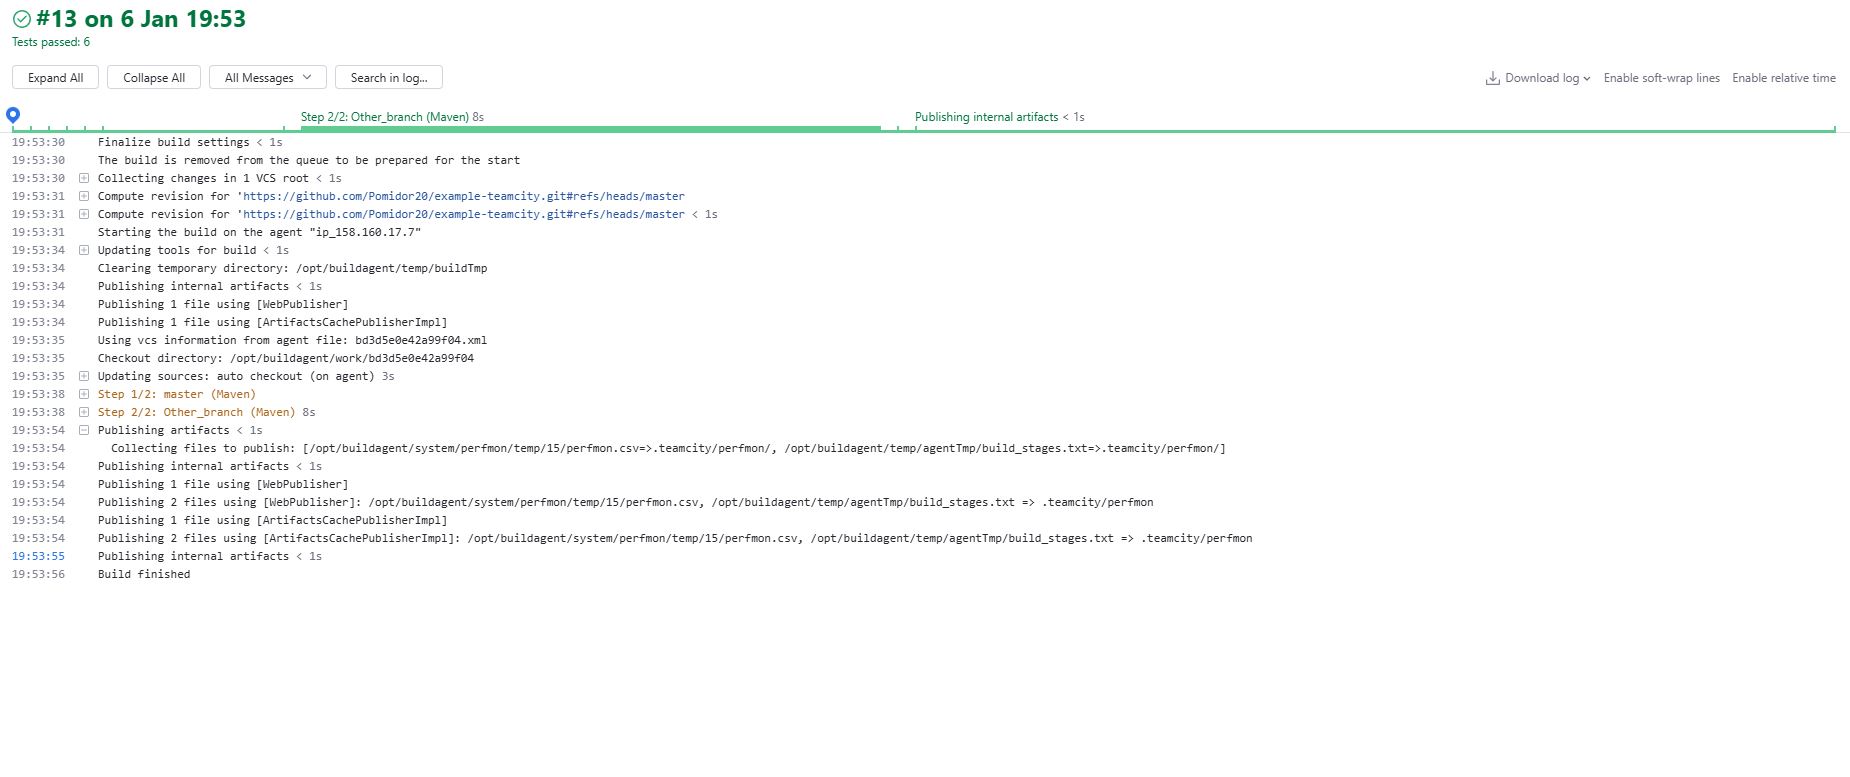 #13 on 6 Jan 19:53
Tests passed: 6
Expand All Collapse All All Messages Search in log... Download log Enable soft-wrap lines Enable relative time
Step 2/2: Other_branch (Maven) 8s Publishing internal artifacts < 1s
19:53:30 Finalize build settings < 1s
19:53:30 The build is removed from the queue to be prepared for the start
19:53:30 Collecting changes in 1 VCS root < 1s
19:53:31 Compute revision for 'https://github.com/Pomidor20/example-teamcity.git#refs/heads/master
19:53:31 Compute revision for 'https://github.com/Pomidor20/example-teamcity.git#refs/heads/master < 1s
19:53:31 Starting the build on the agent "ip_158.160.17.7"
19:53:34 Updating tools for build < 1s
19:53:34 Clearing temporary directory: /opt/buildagent/temp/buildTmp
19:53:34 Publishing internal artifacts < 1s
19:53:34 Publishing 1 file using [WebPublisher]
19:53:34 Publishing 1 file using [ArtifactsCachePublisherImpl]
19:53:35 Using vcs information from agent file: bd3d5e0e42a99f04.xml
19:53:35 Checkout directory: /opt/buildagent/work/bd3d5e0e42a99f04
19:53:35 Updating sources: auto checkout (on agent) 3s
19:53:38 Step 1/2: master (Maven)
19:53:38 Step 2/2: Other_branch (Maven) 8s
19:53:54 Publishing artifacts < 1s
19:53:54 Collecting files to publish: [/opt/buildagent/system/perfmon/temp/15/perfmon.csv=>.teamcity/perfmon/, /opt/buildagent/temp/agentTmp/build_stages.txt=>.teamcity/perfmon/]
19:53:54 Publishing internal artifacts < 1s
19:53:54 Publishing 1 file using [WebPublisher]
19:53:54 Publishing 2 files using [WebPublisher]: /opt/buildagent/system/perfmon/temp/15/perfmon.csv, /opt/buildagent/temp/agentTmp/build_stages.txt => .teamcity/perfmon
19:53:54 Publishing 1 file using [ArtifactsCachePublisherImpl]
19:53:54 Publishing 2 files using [ArtifactsCachePublisherImpl]: /opt/buildagent/system/perfmon/temp/15/perfmon.csv, /opt/buildagent/temp/agentTmp/build_stages.txt => .teamcity/perfmon
19:53:55 Publishing internal artifacts < 1s
19:53:56 Build finished